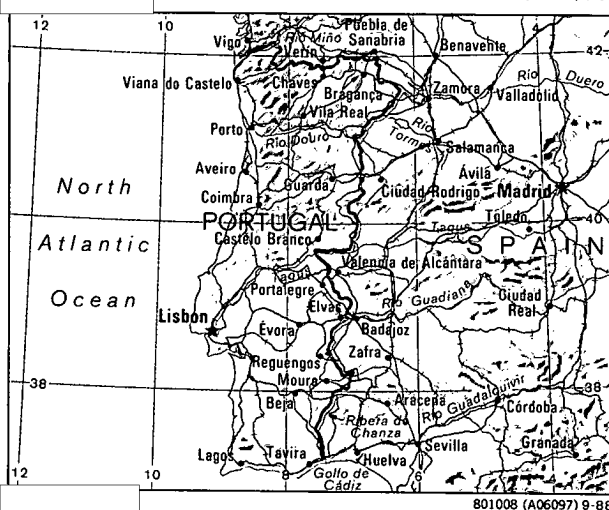 12
10
Vigo
Rio Miño
Verín
Puebla de
Sanabria
Benavente
4
42
Viana do Castelo
Chaves
Bragança
Vila Real
Zamora
Rio
Duero
Valladolid
Porto
Rio Douro
Rio
Tormes
Salamanca
Aveiro
Guarda
Ávila
North
Ciudad Rodrigo
Madrid
Coimbra
PORTUGAL
Toledo
40
Tague
Castelo Branco
Atlantic
SPAIN
Tagus
Valencia de Alcántara
Portalegre
Ocean
Elvas
Rio Guadiana
Ciudad
Real
Lisbon
Évora
Badajoz
Reguengos
Zafra
Moura
38
38
Beja
Aracena
Rio Guadalquivir
Córdoba
Ribera de
Chanza
Granada
Lagos
Tavira
Sevilla
Huelva
12
10
8
Golfo de
Cádiz
6
801008 (A06097) 9-88